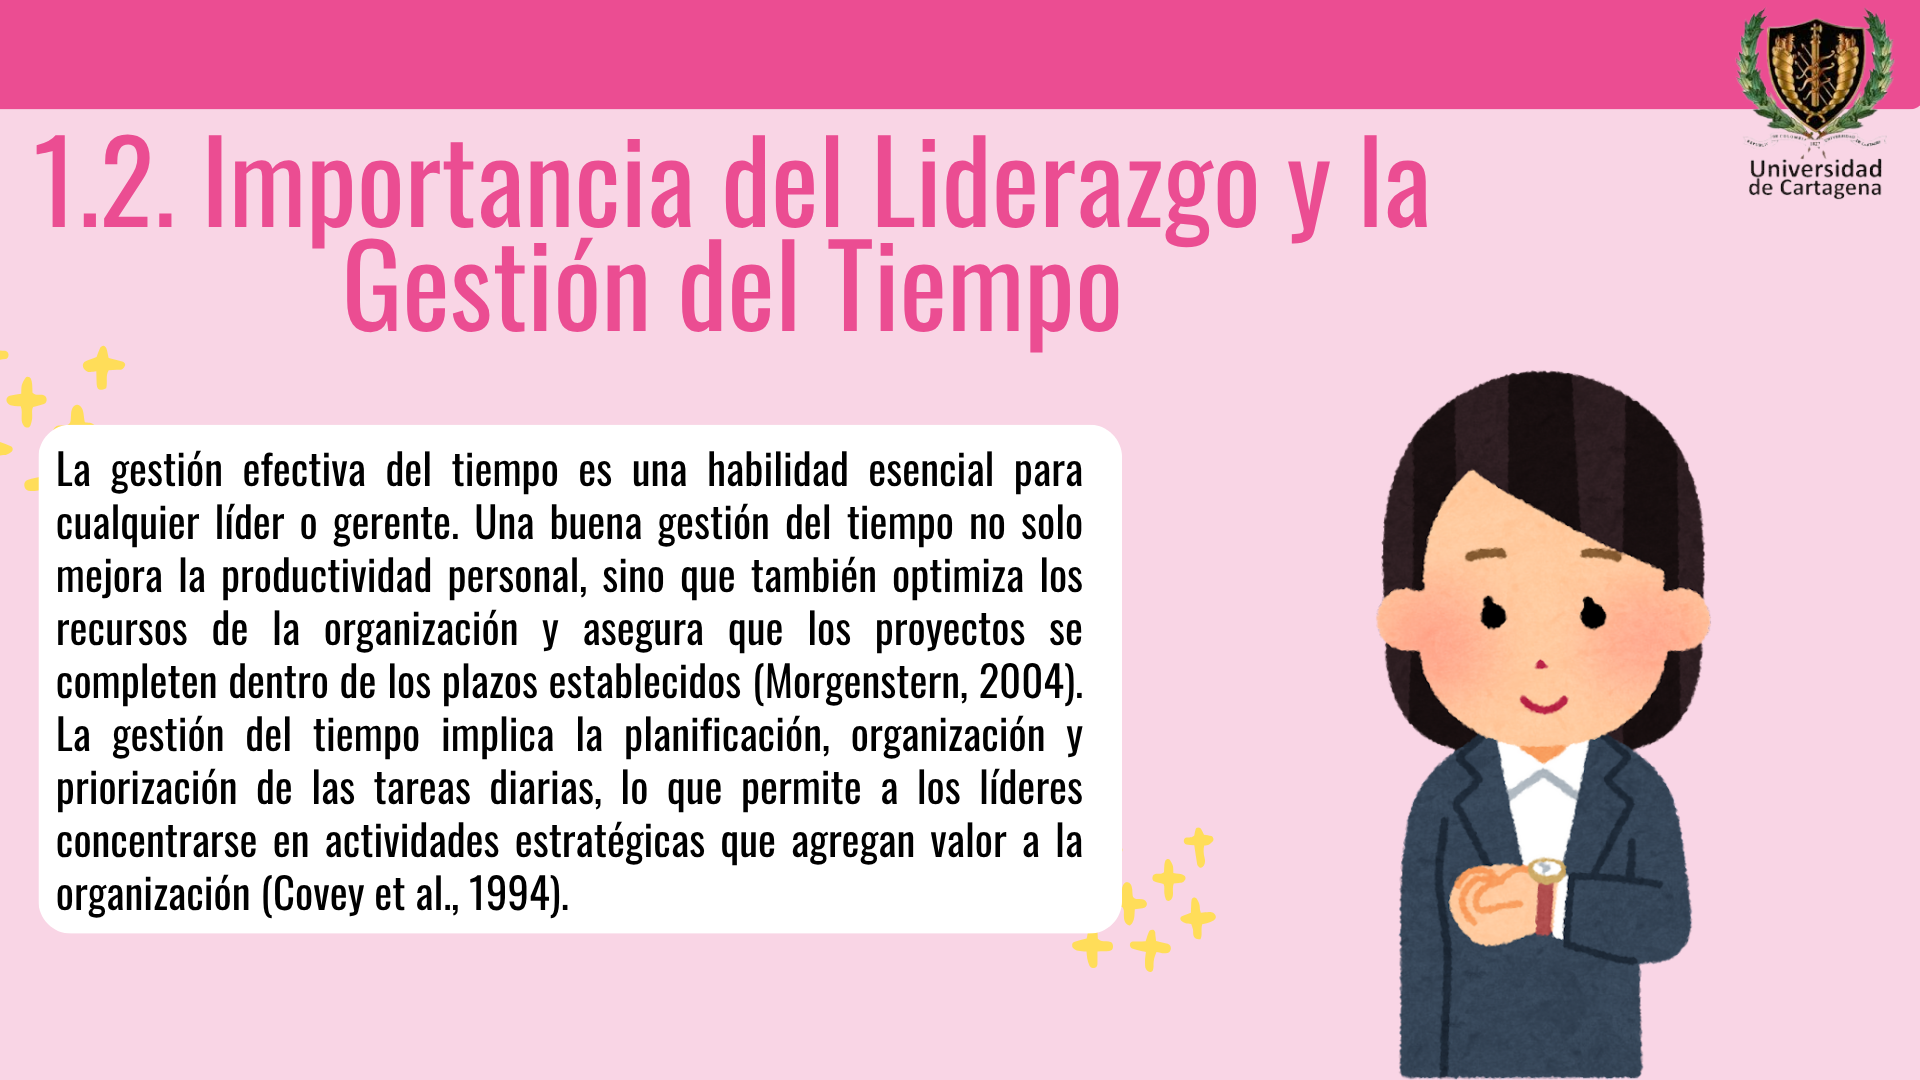 1.2. Importancia del Liderazgo y la
Gestión del Tiempo
Universidad
de Cartagena
La gestión efectiva del tiempo es una habilidad esencial para
cualquier líder o gerente. Una buena gestión del tiempo no solo
mejora la productividad personal, sino que también optimiza los
recursos de la organización y asegura que los proyectos se
completen dentro de los plazos establecidos (Morgenstern, 2004).
La gestión del tiempo implica la planificación, organización y
priorización de las tareas diarias, lo que permite a los líderes
concentrarse en actividades estratégicas que agregan valor a la
organización (Covey et al., 1994).